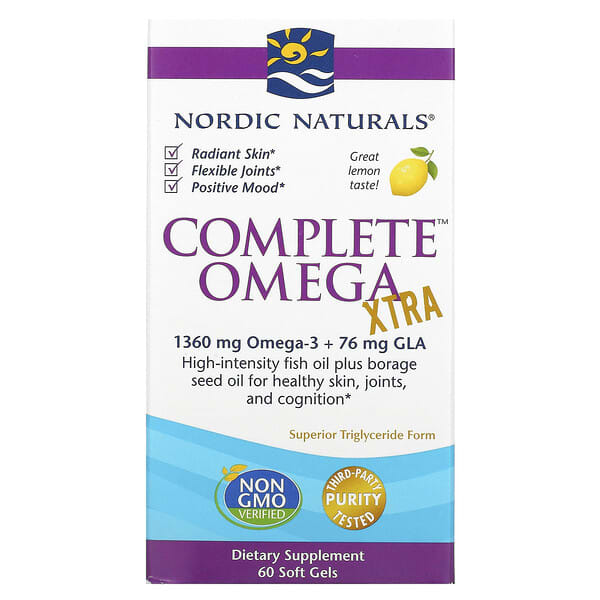 NORDIC NATURALS®
Radiant Skin*
Flexible Joints*
Positive Mood*
Great
lemon
taste!
COMPLETE™
OMEGA
XTRA
1360 mg Omega-3 + 76 mg GLA
High-intensity fish oil plus borage
seed oil for healthy skin, joints,
and cognition*
Superior Triglyceride Form
NON
GMO
VERIFIED
THIRD-PARTY
PURITY
TESTED
Dietary Supplement
60 Soft Gels